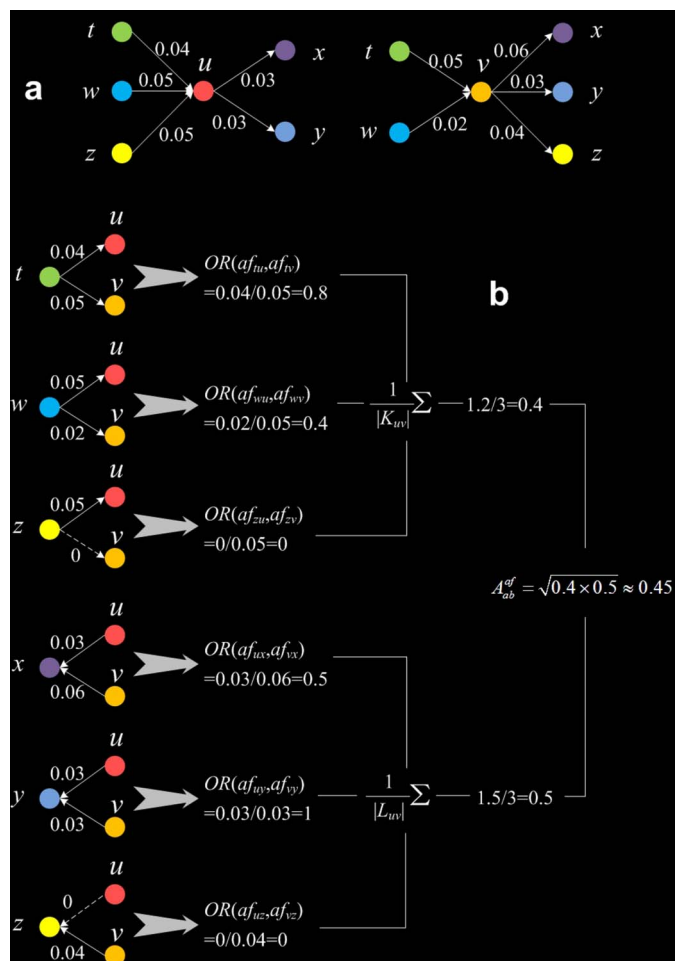 a
t
w
z
0.04
0.05
0.05
u
0.03
0.03
x
y
t
w
0.05
0.02
v
0.06
0.03
0.04
x
y
z
b
t
0.04
0.05
u
v
OR(af_tu,af_tv)
=0.04/0.05=0.8
w
0.05
0.02
u
v
OR(af_wu,af_wv)
=0.02/0.05=0.4
z
0.05
0
u
v
OR(af_zu,af_zv)
=0/0.05=0
1/|K_uv| Σ
1.2/3=0.4
A_ab^af = √(0.4×0.5) ≈ 0.45
x
0.03
0.06
u
v
OR(af_ux,af_vx)
=0.03/0.06=0.5
y
0.03
0.03
u
v
OR(af_uy,af_vy)
=0.03/0.03=1
z
0
0.04
u
v
OR(af_uz,af_vz)
=0/0.04=0
1/|L_uv| Σ
1.5/3=0.5